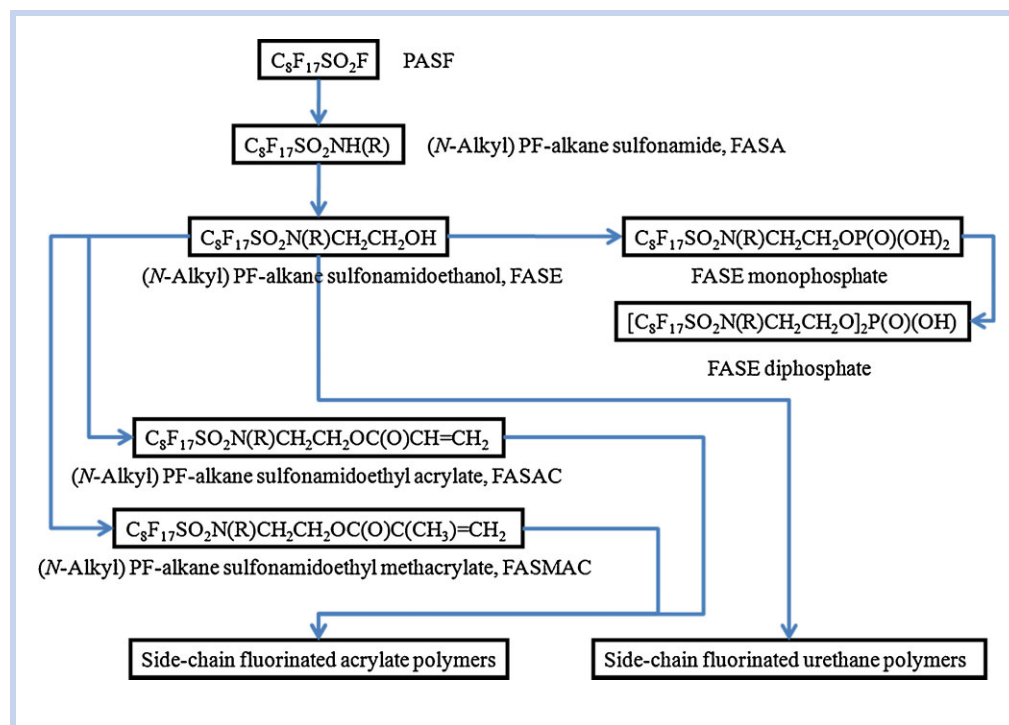 C₈F₁₇SO₂F PASF
C₈F₁₇SO₂NH(R) (N-Alkyl) PF-alkane sulfonamide, FASA
C₈F₁₇SO₂N(R)CH₂CH₂OH C₈F₁₇SO₂N(R)CH₂CH₂OP(O)(OH)₂
(N-Alkyl) PF-alkane sulfonamidoethanol, FASE FASE monophosphate
[C₈F₁₇SO₂N(R)CH₂CH₂O]₂P(O)(OH)
FASE diphosphate
C₈F₁₇SO₂N(R)CH₂CH₂OC(O)CH=CH₂
(N-Alkyl) PF-alkane sulfonamidoethyl acrylate, FASAC
C₈F₁₇SO₂N(R)CH₂CH₂OC(O)C(CH₃)=CH₂
(N-Alkyl) PF-alkane sulfonamidoethyl methacrylate, FASMAC
Side-chain fluorinated acrylate polymers Side-chain fluorinated urethane polymers